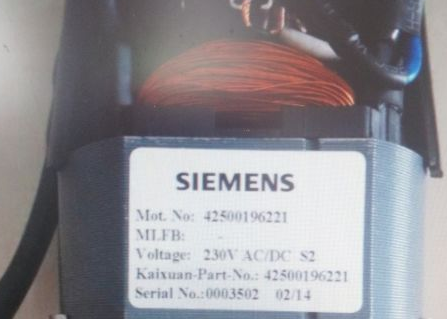 SIEMENS
Mot. No: 42500196221
MLFB: -
Voltage: 230V AC/DC S2
Kaixuan-Part-No.: 42500196221
Serial No.:0003502 02/14